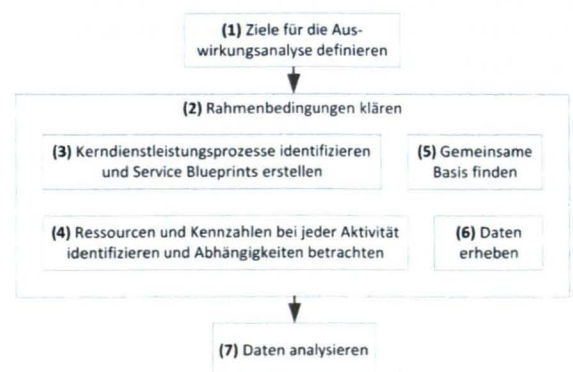 (1) Ziele für die Aus-
wirkungsanalyse definieren
(2) Rahmenbedingungen klären
(3) Kerndienstleistungsprozesse identifizieren
und Service Blueprints erstellen
(5) Gemeinsame
Basis finden
(4) Ressourcen und Kennzahlen bei jeder Aktivität
identifizieren und Abhängigkeiten betrachten
(6) Daten
erheben
(7) Daten analysieren